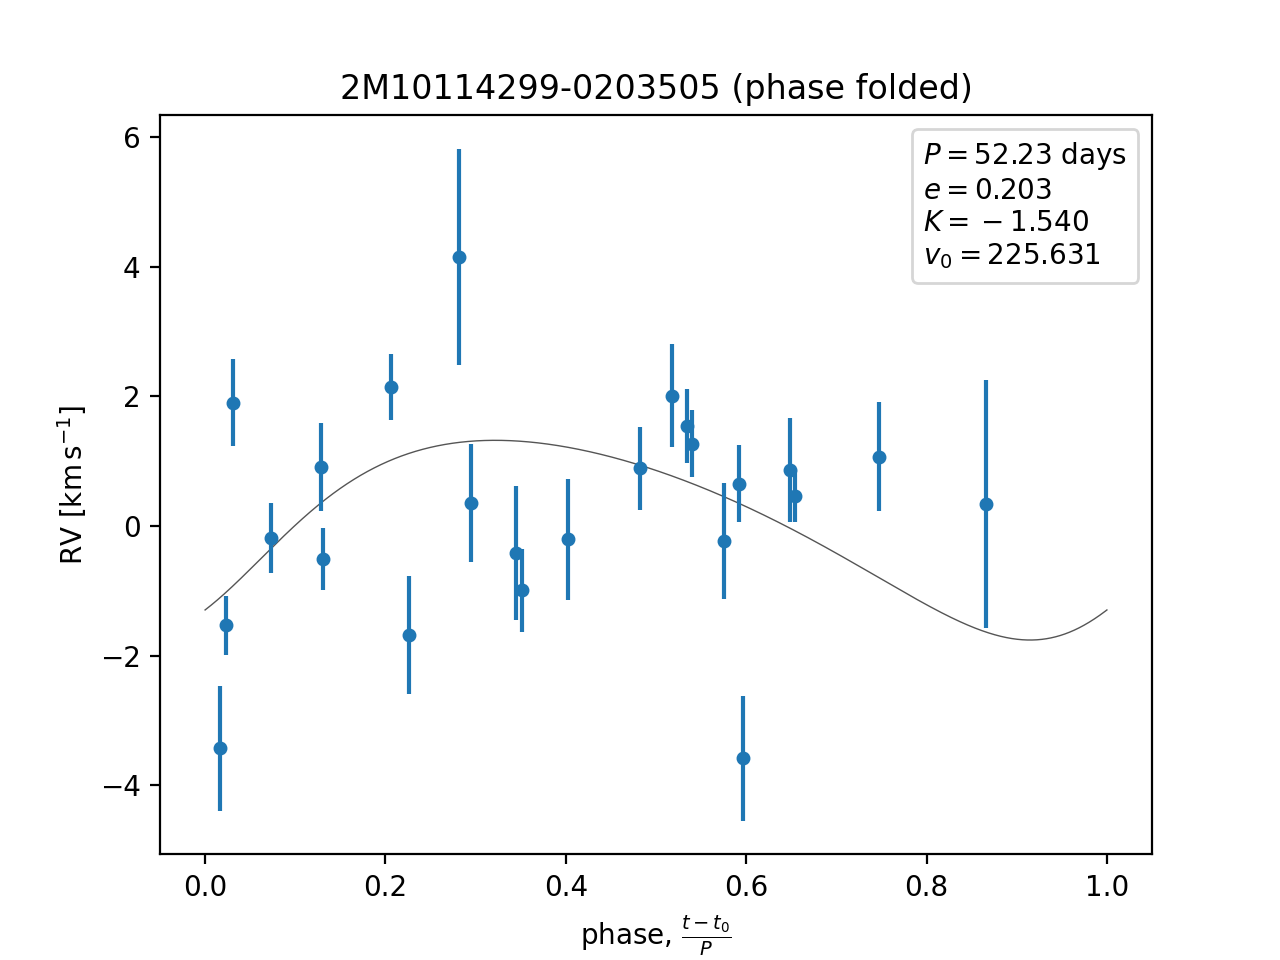 2M10114299-0203505 (phase folded)
P = 52.23 days
e = 0.203
K = −1.540
v₀ = 225.631
6
4
2
0
−2
−4
RV [km s⁻¹]
0.0 0.2 0.4 0.6 0.8 1.0
phase, (t − t₀)/P